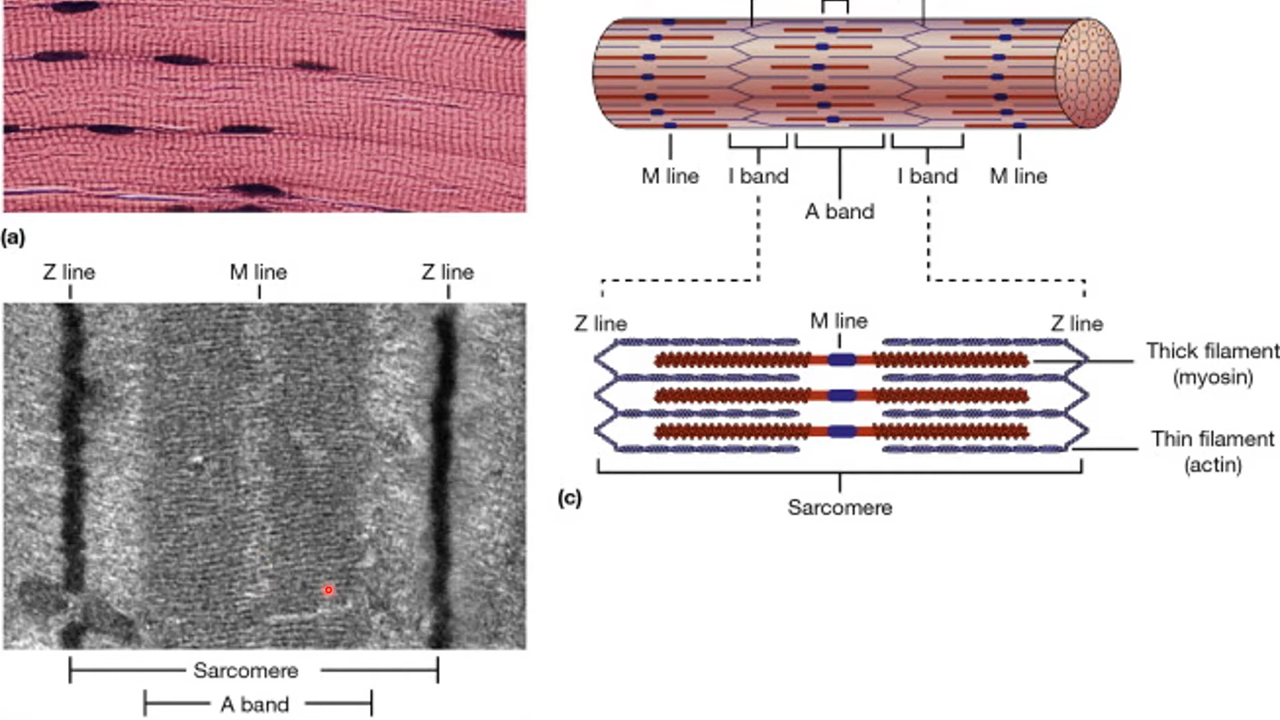 M line
I band
I band
M line
A band
(a)
Z line
M line
Z line
Sarcomere
A band
Z line
M line
Z line
Thick filament
(myosin)
Thin filament
(actin)
Sarcomere
(c)